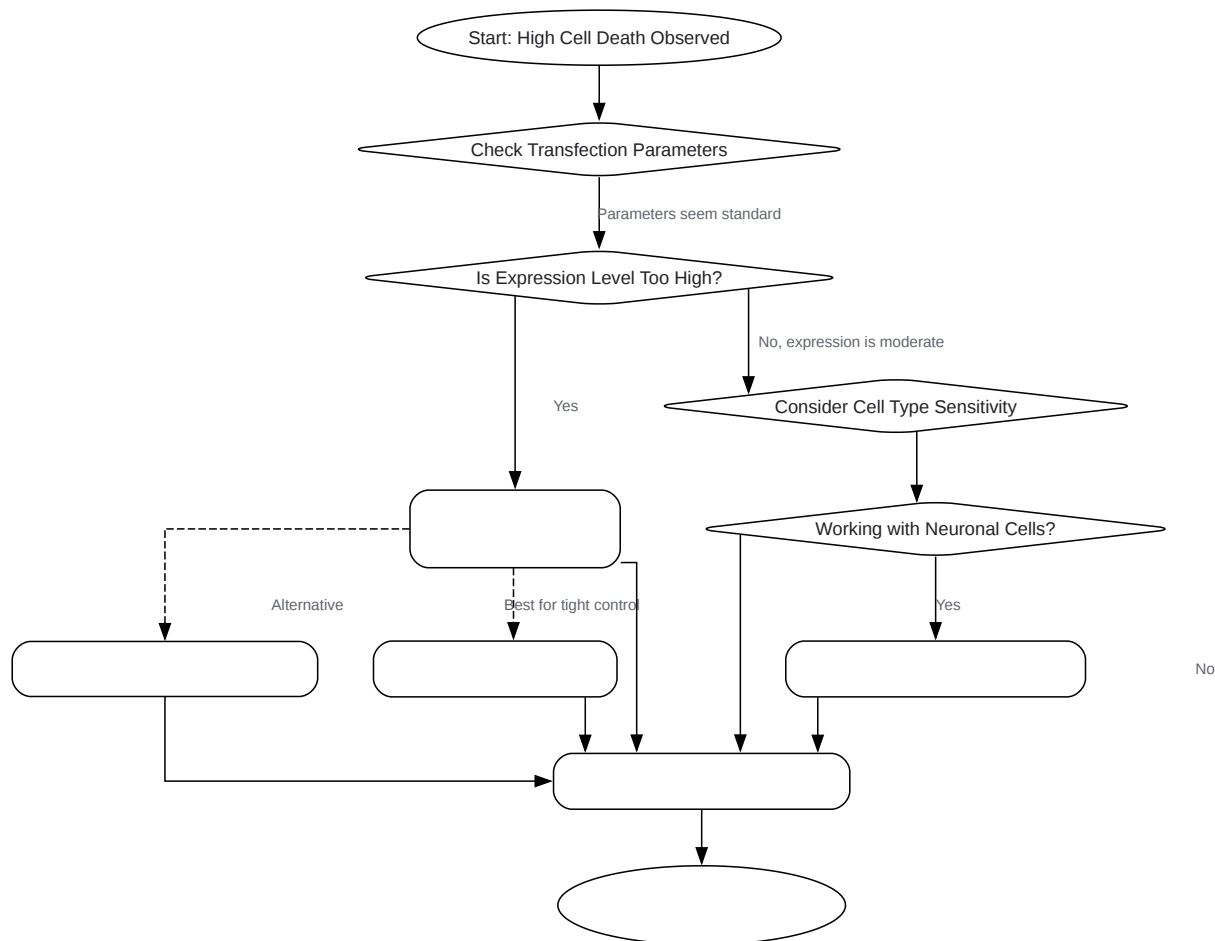 Start: High Cell Death Observed
Check Transfection Parameters
Parameters seem standard
Is Expression Level Too High?
No, expression is moderate
Yes
Consider Cell Type Sensitivity
Working with Neuronal Cells?
Alternative
Best for tight control
Yes
No